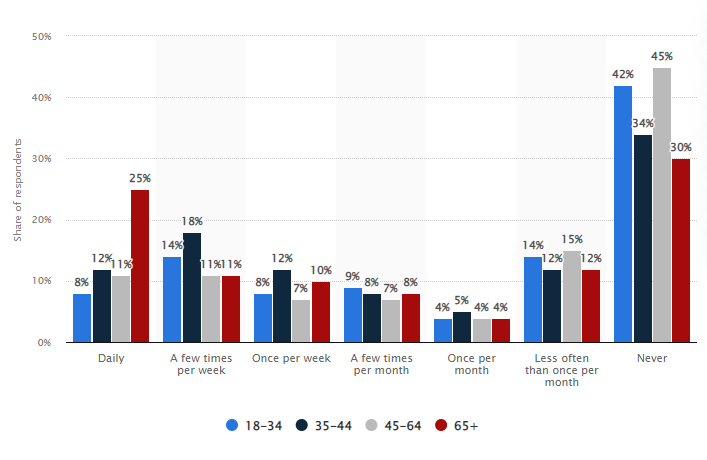 50%
40%
30%
20%
10%
0%
Share of respondents
8% 12% 11% 25%
14% 18% 11% 11%
8% 12% 7% 10%
9% 8% 7% 8%
4% 5% 4% 4%
14% 12% 15% 12%
42% 34% 45% 30%
Daily
A few times
per week
Once per week
A few times
per month
Once per
month
Less often
than once per
month
Never
18-34 35-44 45-64 65+